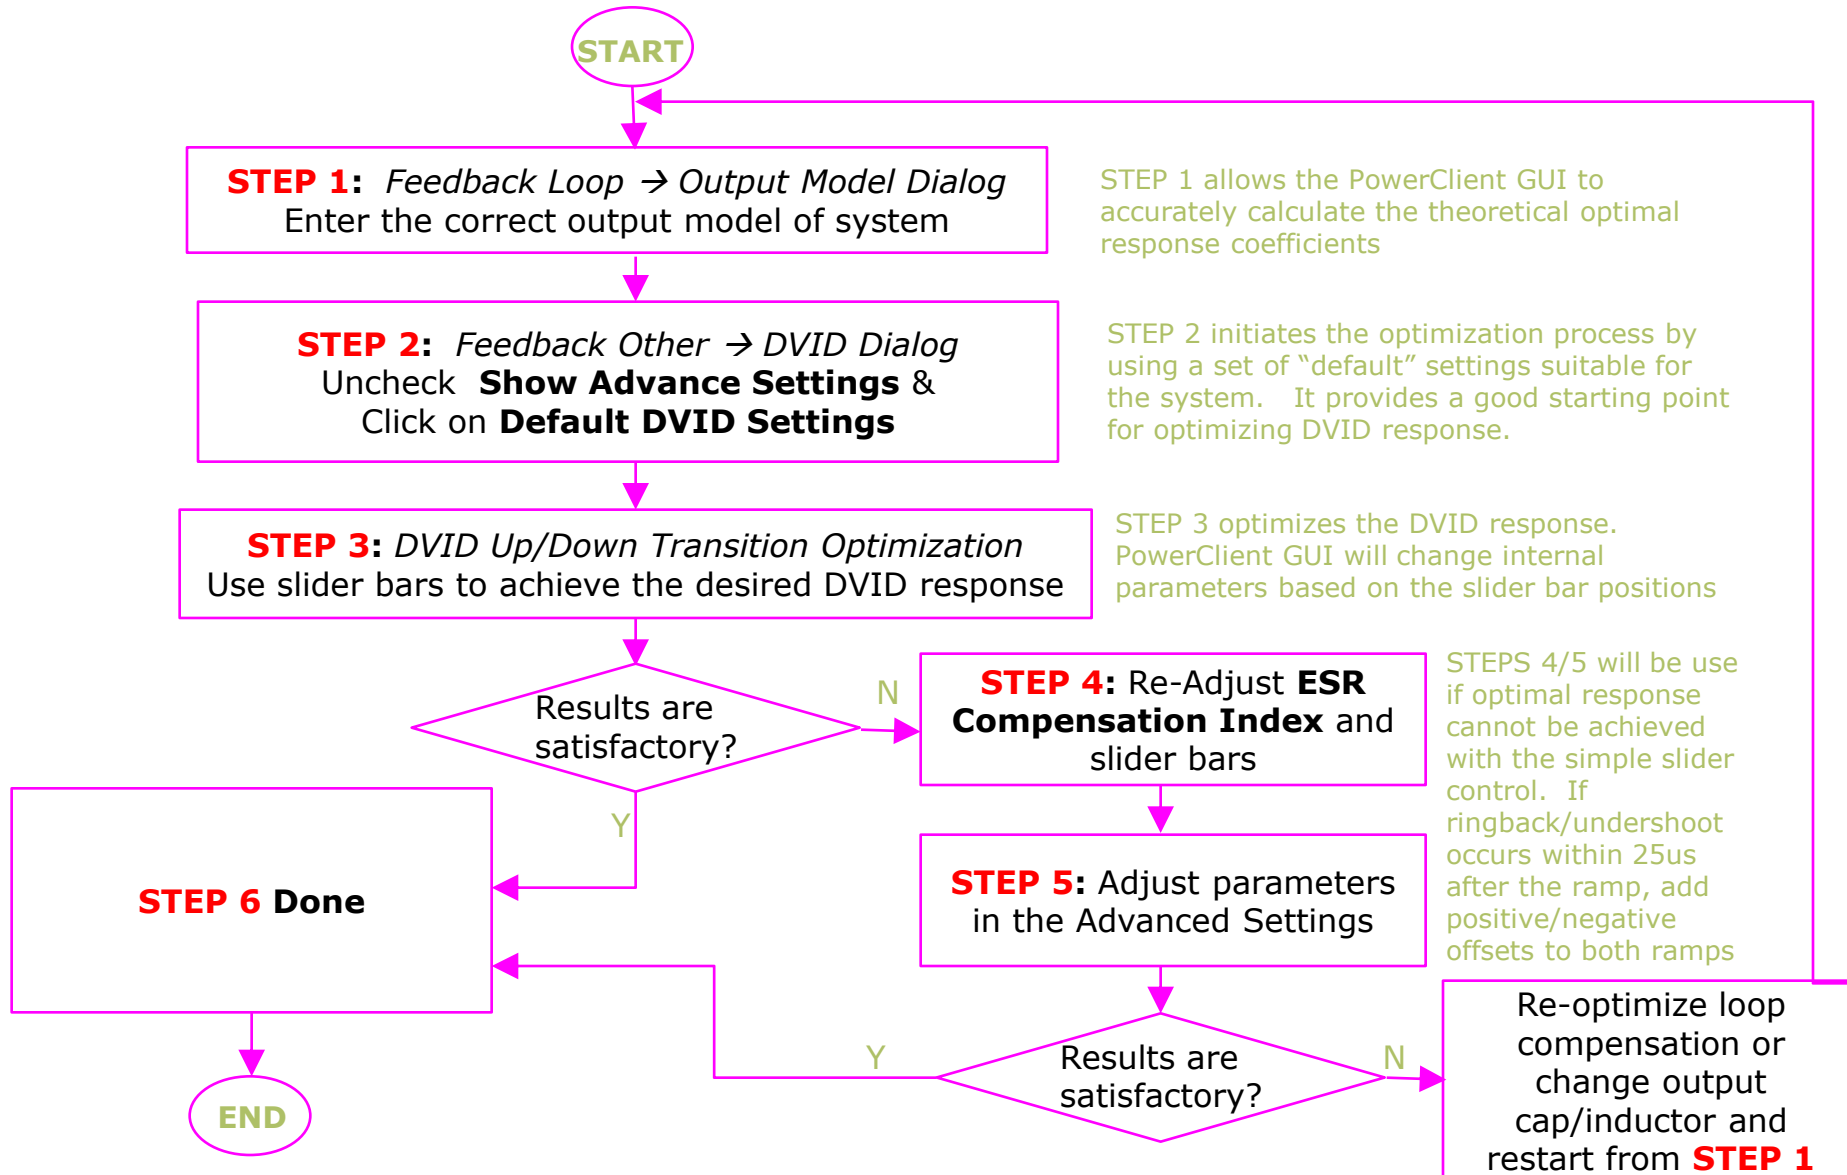 START
STEP 1: Feedback Loop → Output Model Dialog
Enter the correct output model of system
STEP 1 allows the PowerClient GUI to
accurately calculate the theoretical optimal
response coefficients
STEP 2: Feedback Other → DVID Dialog
Uncheck Show Advance Settings &
Click on Default DVID Settings
STEP 2 initiates the optimization process by
using a set of “default” settings suitable for
the system. It provides a good starting point
for optimizing DVID response.
STEP 3: DVID Up/Down Transition Optimization
Use slider bars to achieve the desired DVID response
STEP 3 optimizes the DVID response.
PowerClient GUI will change internal
parameters based on the slider bar positions
Results are
satisfactory?
N
Y
STEP 4: Re-Adjust ESR
Compensation Index and
slider bars
STEPS 4/5 will be use
if optimal response
cannot be achieved
with the simple slider
control. If
ringback/undershoot
occurs within 25us
after the ramp, add
positive/negative
offsets to both ramps
STEP 5: Adjust parameters
in the Advanced Settings
STEP 6 Done
Results are
satisfactory?
Y
N
Re-optimize loop
compensation or
change output
cap/inductor and
restart from STEP 1
END